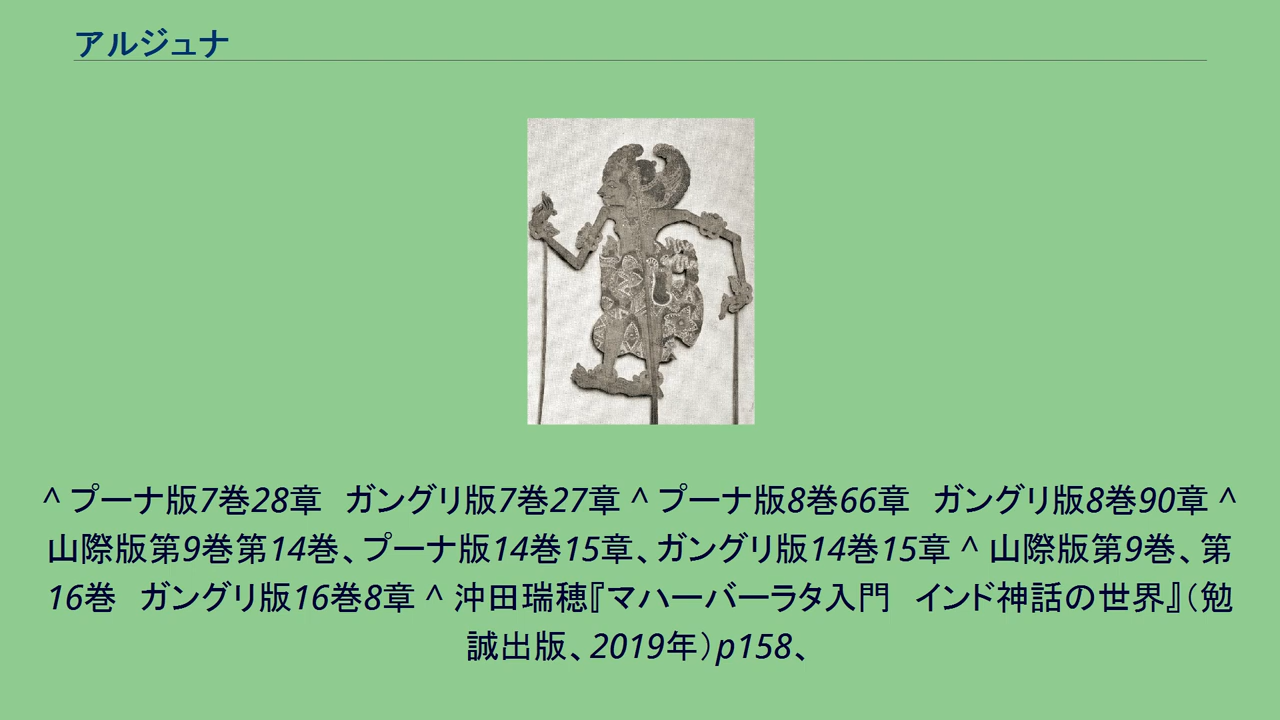 アルジュナ
^ プーナ版7巻28章　ガングリ版7巻27章 ^ プーナ版8巻66章　ガングリ版8巻90章 ^
山際版第9巻第14巻、プーナ版14巻15章、ガングリ版14巻15章 ^ 山際版第9巻、第
16巻　ガングリ版16巻8章 ^ 沖田瑞穂『マハーバーラタ入門　インド神話の世界』（勉
誠出版、2019年）p158、